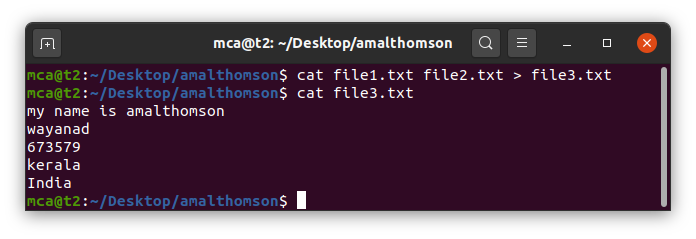 mca@t2: ~/Desktop/amalthomson
mca@t2:~/Desktop/amalthomson$ cat file1.txt file2.txt > file3.txt
mca@t2:~/Desktop/amalthomson$ cat file3.txt
my name is amalthomson
wayanad
673579
kerala
India
mca@t2:~/Desktop/amalthomson$